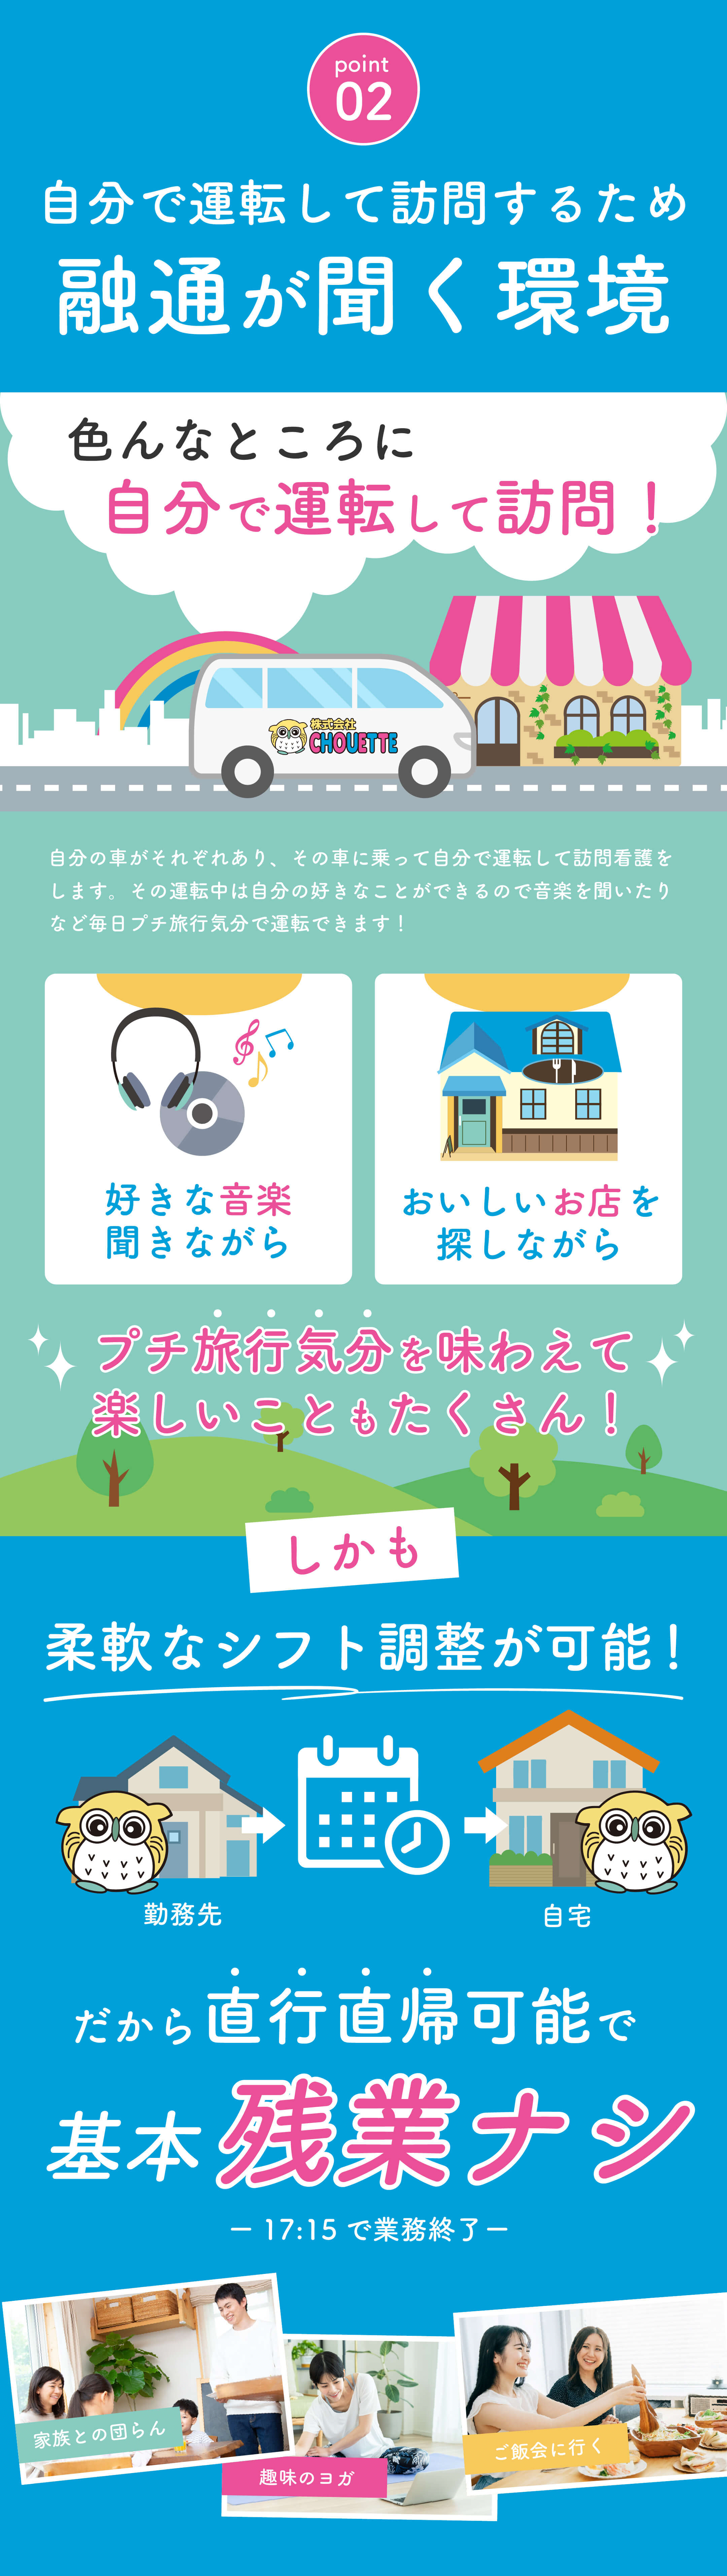 point
02
自分で運転して訪問するため
融通が聞く環境
色んなところに
自分で運転して訪問！
株式会社
CHOUETTE
自分の車がそれぞれあり、その車に乗って自分で運転して訪問看護を
します。その運転中は自分の好きなことができるので音楽を聞いたり
など毎日プチ旅行気分で運転できます！
好きな音楽
聞きながら
おいしいお店を
探しながら
プチ旅行気分を味わえて
楽しいこともたくさん！
しかも
柔軟なシフト調整が可能！
勤務先
自宅
だから直行直帰可能で
基本残業ナシ
ー 17:15 で業務終了ー
家族との団らん
趣味のヨガ
ご飯会に行く